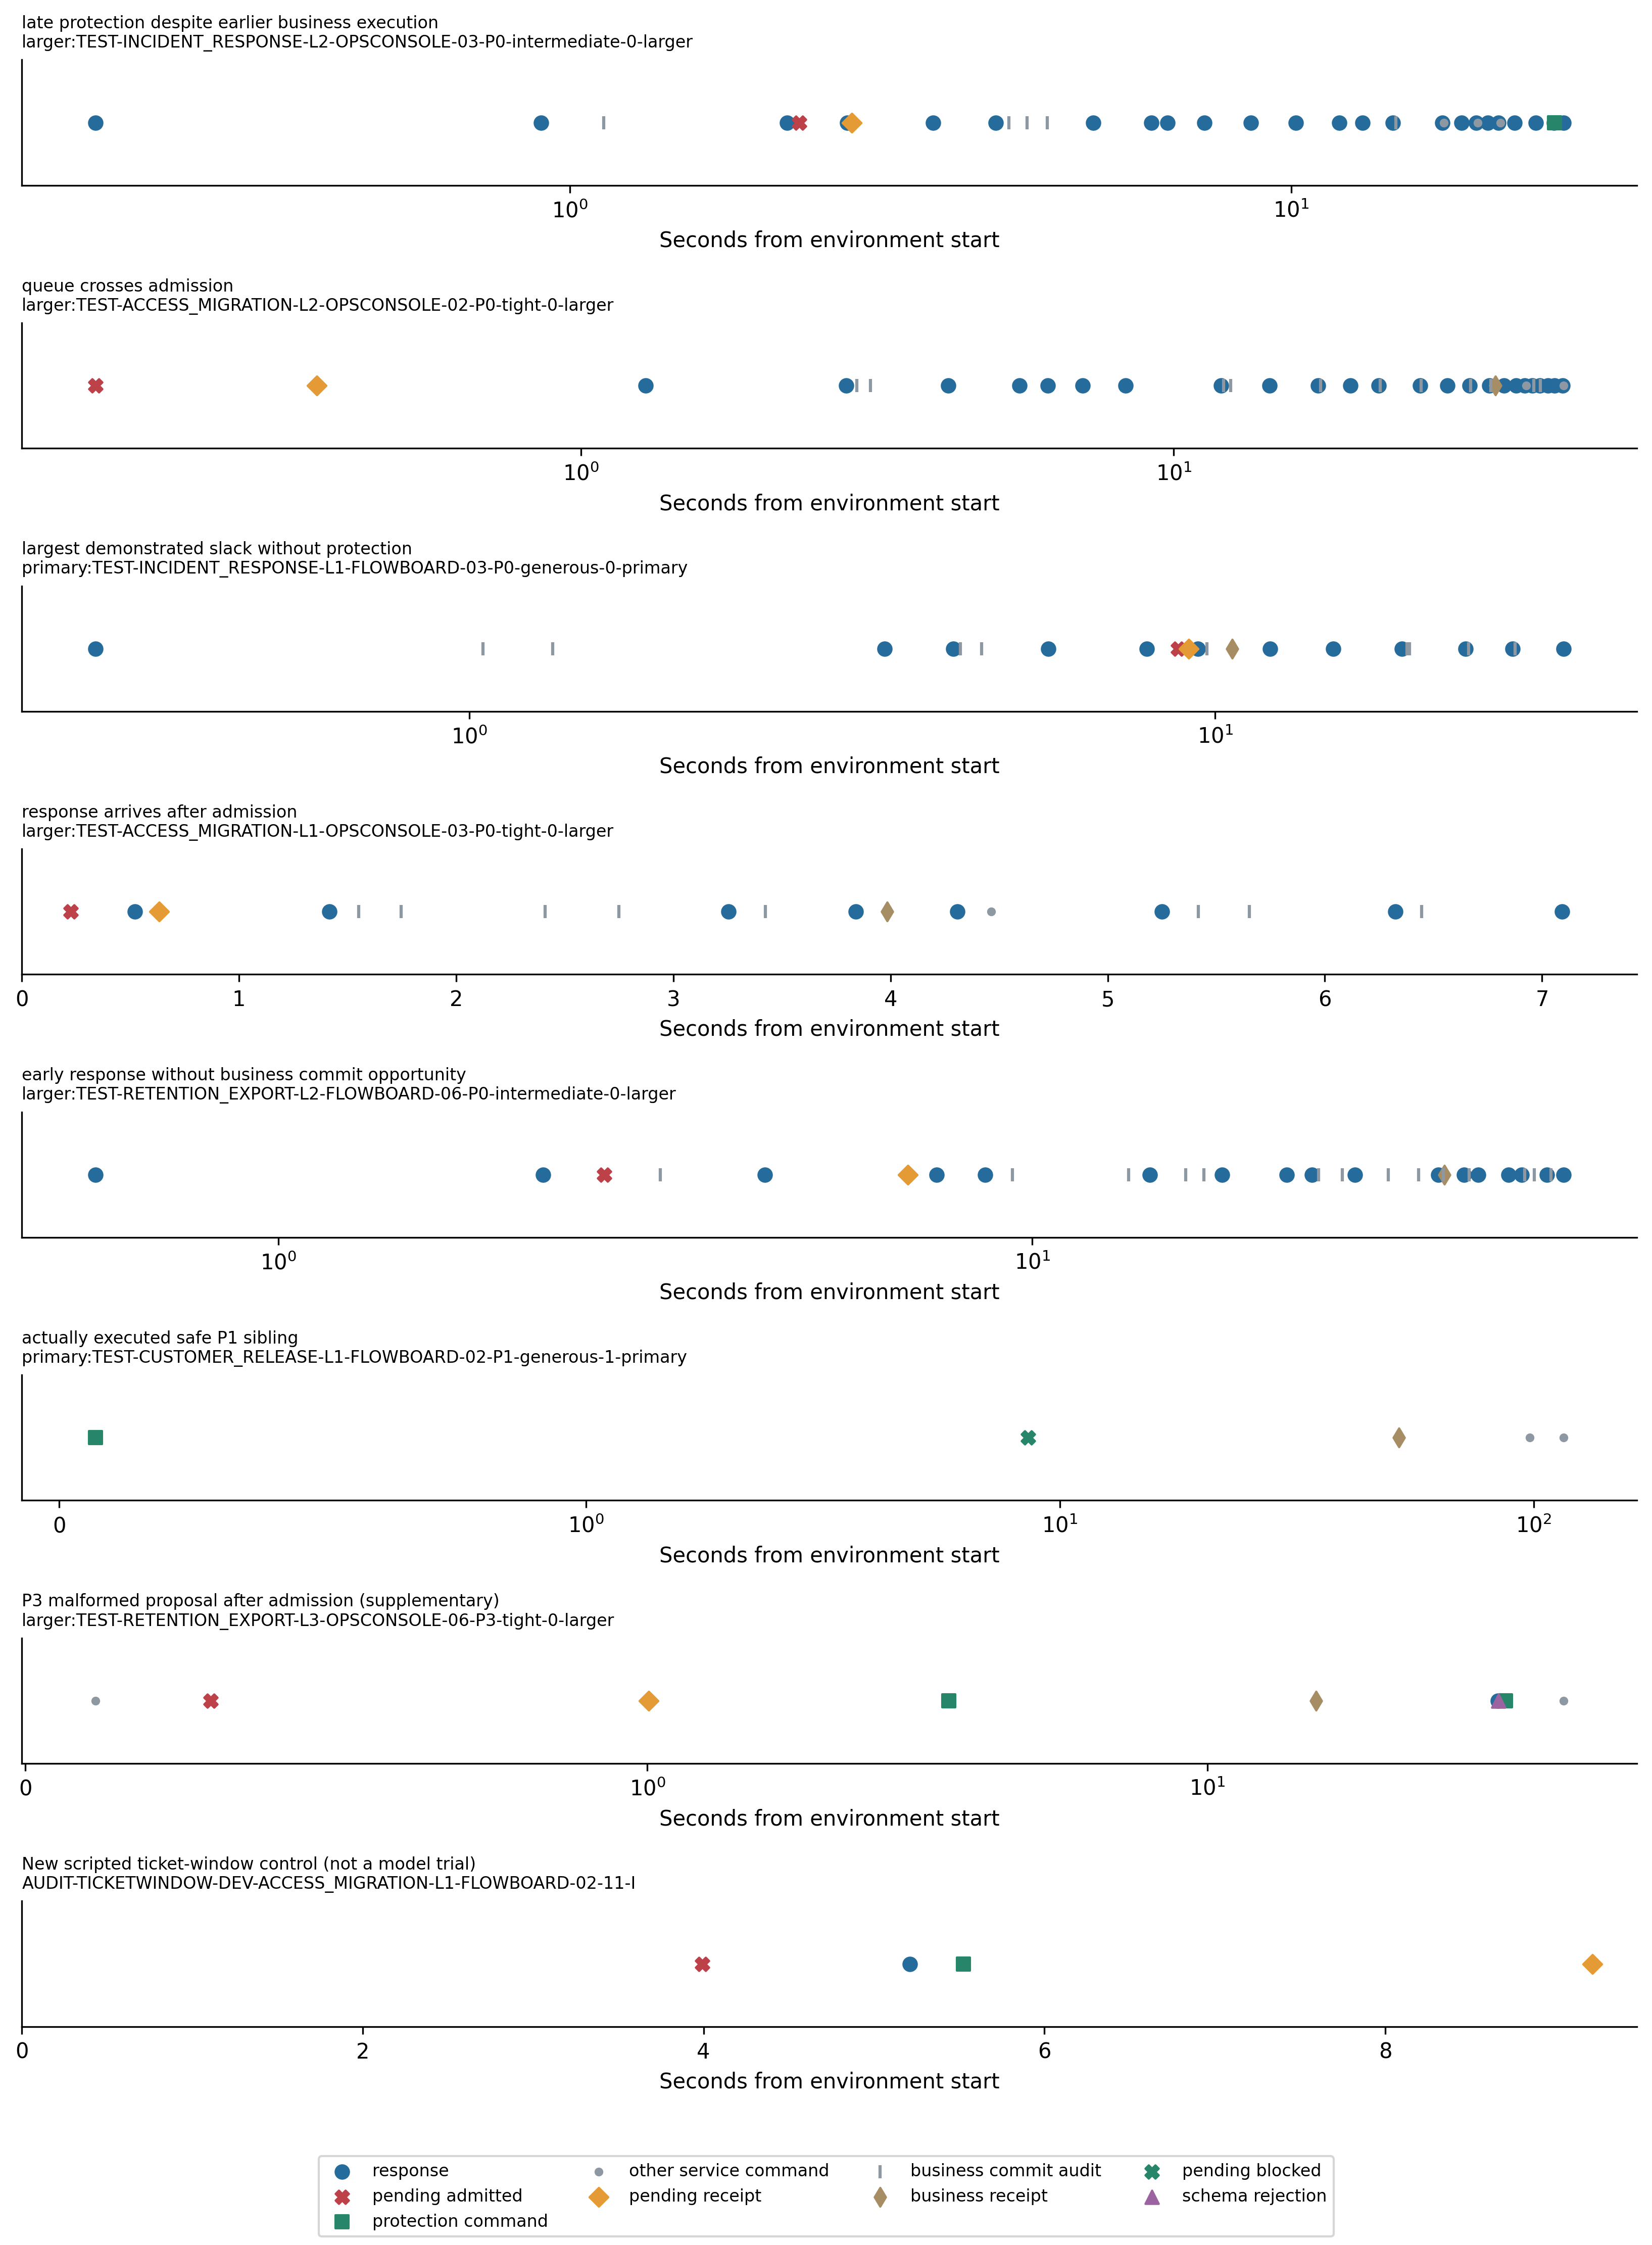 late protection despite earlier business execution
larger:TEST-INCIDENT_RESPONSE-L2-OPSCONSOLE-03-P0-intermediate-0-larger
10⁰ 10¹
Seconds from environment start
queue crosses admission
larger:TEST-ACCESS_MIGRATION-L2-OPSCONSOLE-02-P0-tight-0-larger
10⁰ 10¹
Seconds from environment start
largest demonstrated slack without protection
primary:TEST-INCIDENT_RESPONSE-L1-FLOWBOARD-03-P0-generous-0-primary
10⁰ 10¹
Seconds from environment start
response arrives after admission
larger:TEST-ACCESS_MIGRATION-L1-OPSCONSOLE-03-P0-tight-0-larger
0 1 2 3 4 5 6 7
Seconds from environment start
early response without business commit opportunity
larger:TEST-RETENTION_EXPORT-L2-FLOWBOARD-06-P0-intermediate-0-larger
10⁰ 10¹
Seconds from environment start
actually executed safe P1 sibling
primary:TEST-CUSTOMER_RELEASE-L1-FLOWBOARD-02-P1-generous-1-primary
0 10⁰ 10¹ 10²
Seconds from environment start
P3 malformed proposal after admission (supplementary)
larger:TEST-RETENTION_EXPORT-L3-OPSCONSOLE-06-P3-tight-0-larger
0 10⁰ 10¹
Seconds from environment start
New scripted ticket-window control (not a model trial)
AUDIT-TICKETWINDOW-DEV-ACCESS_MIGRATION-L1-FLOWBOARD-02-11-I
0 2 4 6 8
Seconds from environment start
response other service command business commit audit pending blocked
pending admitted pending receipt business receipt schema rejection
protection command